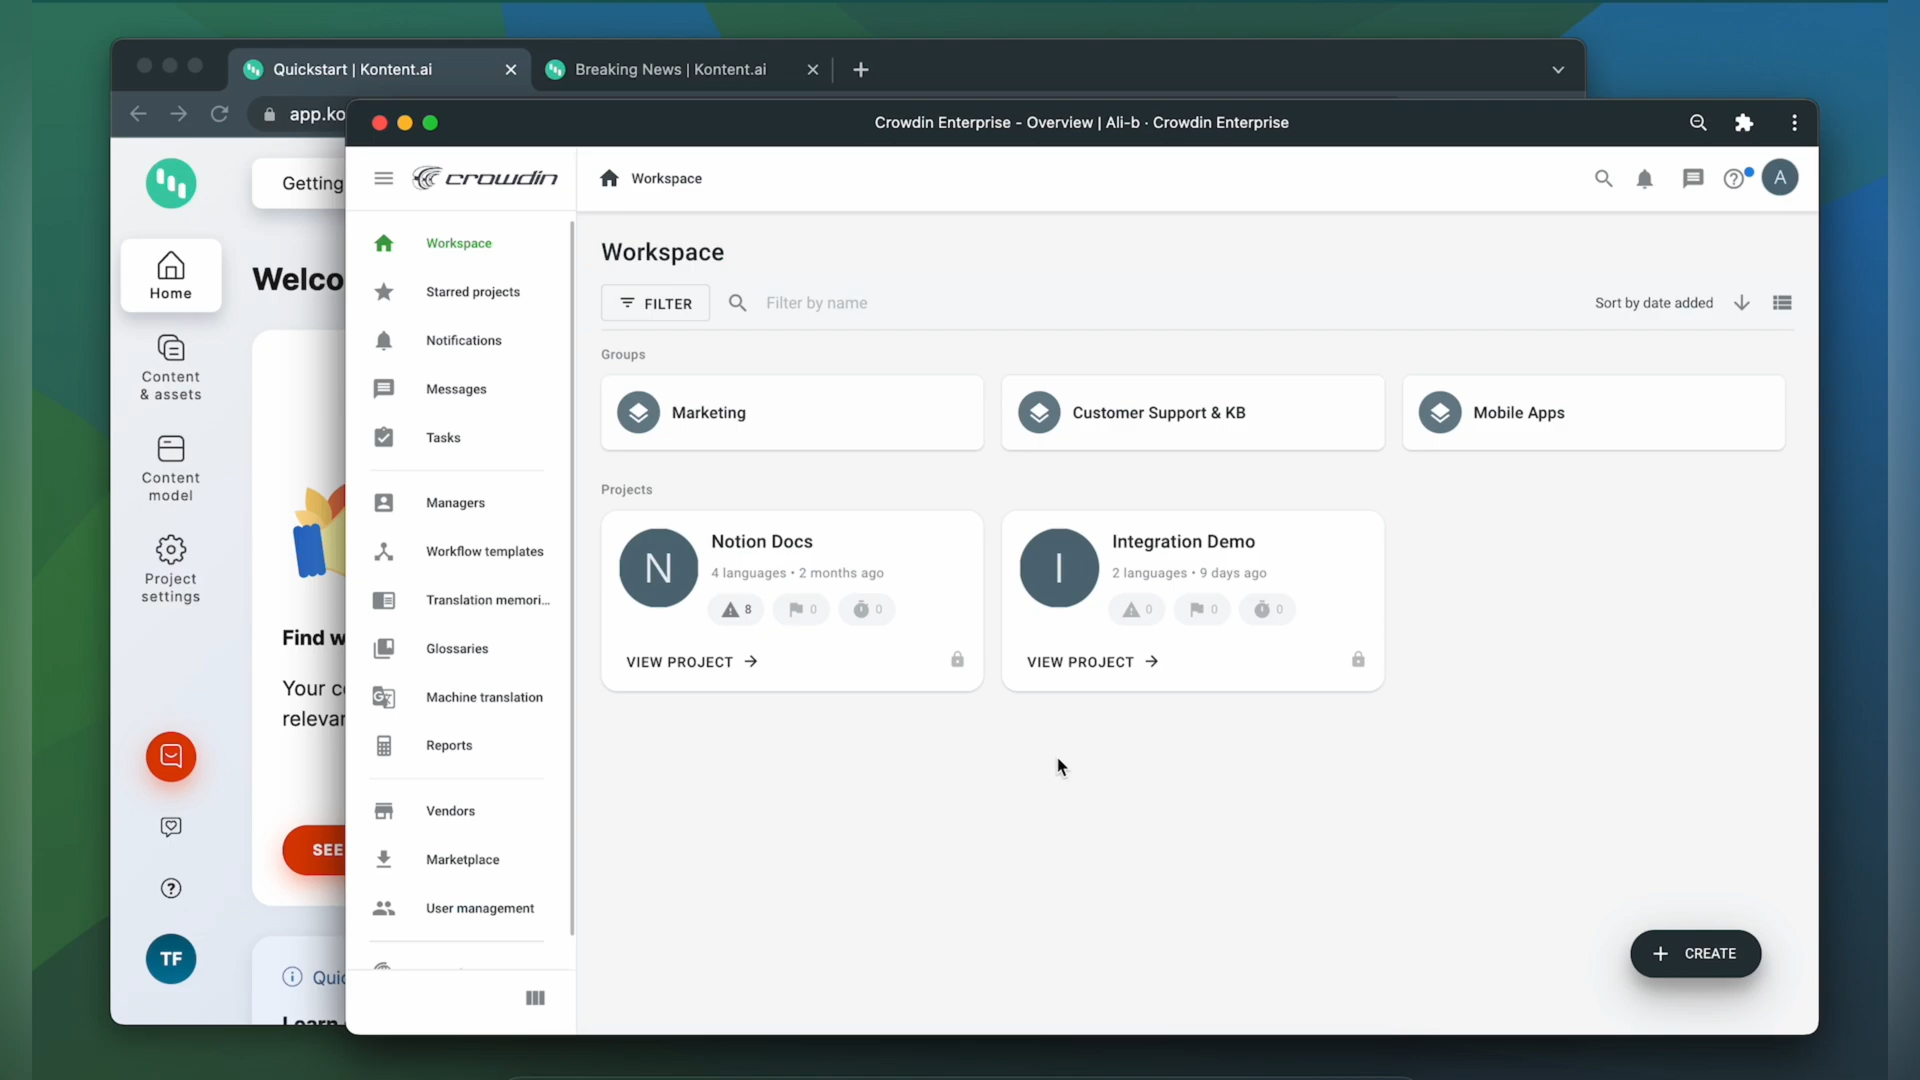 Quickstart | Kontent.ai
Breaking News | Kontent.ai
app.ko
Crowdin Enterprise - Overview | Ali-b · Crowdin Enterprise
Getting
Home
Content
& assets
Content
model
Project
settings
TF
Welco
Find w
Your c
relevar
SEE
Quic
Learn
crowdin
Workspace
Starred projects
Notifications
Messages
Tasks
Managers
Workflow templates
Translation memori...
Glossaries
Machine translation
Reports
Vendors
Marketplace
User management
Workspace
A
Workspace
FILTER
Filter by name
Sort by date added
Groups
Marketing
Customer Support & KB
Mobile Apps
Projects
N
Notion Docs
4 languages • 2 months ago
8 0 0
VIEW PROJECT
I
Integration Demo
2 languages • 9 days ago
0 0 0
VIEW PROJECT
+ CREATE